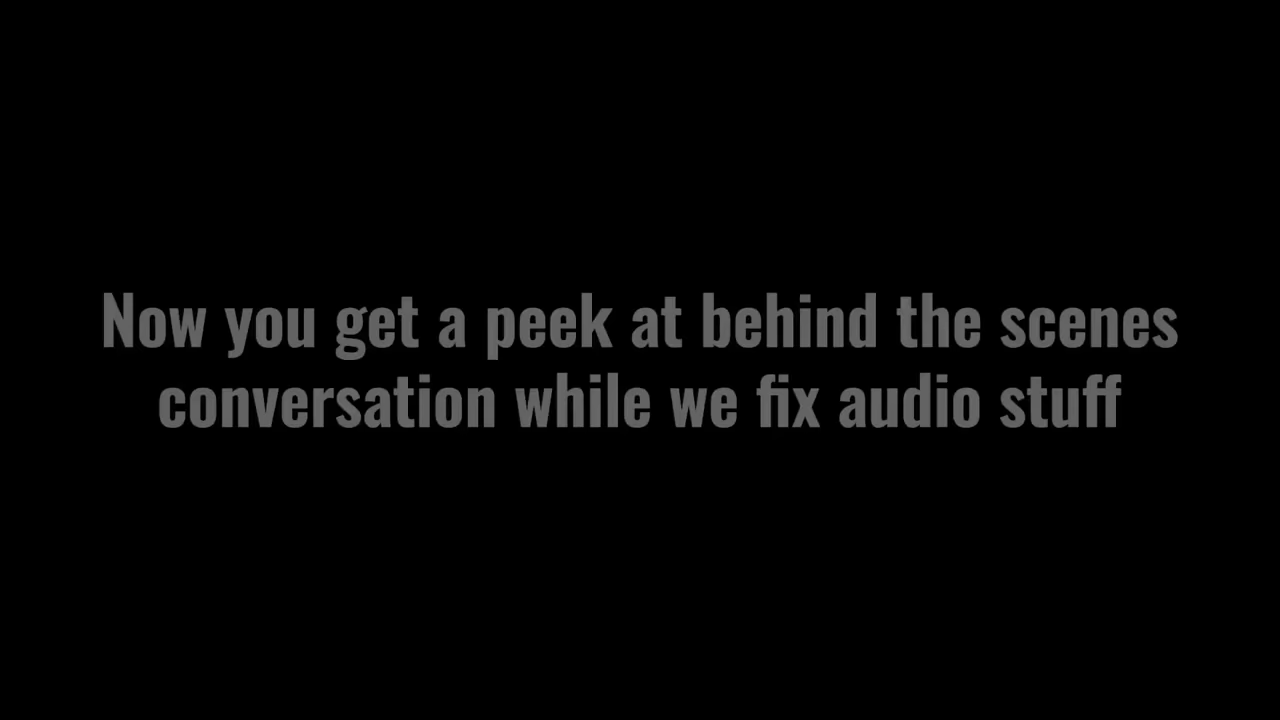 Now you get a peek at behind the scenes
conversation while we fix audio stuff